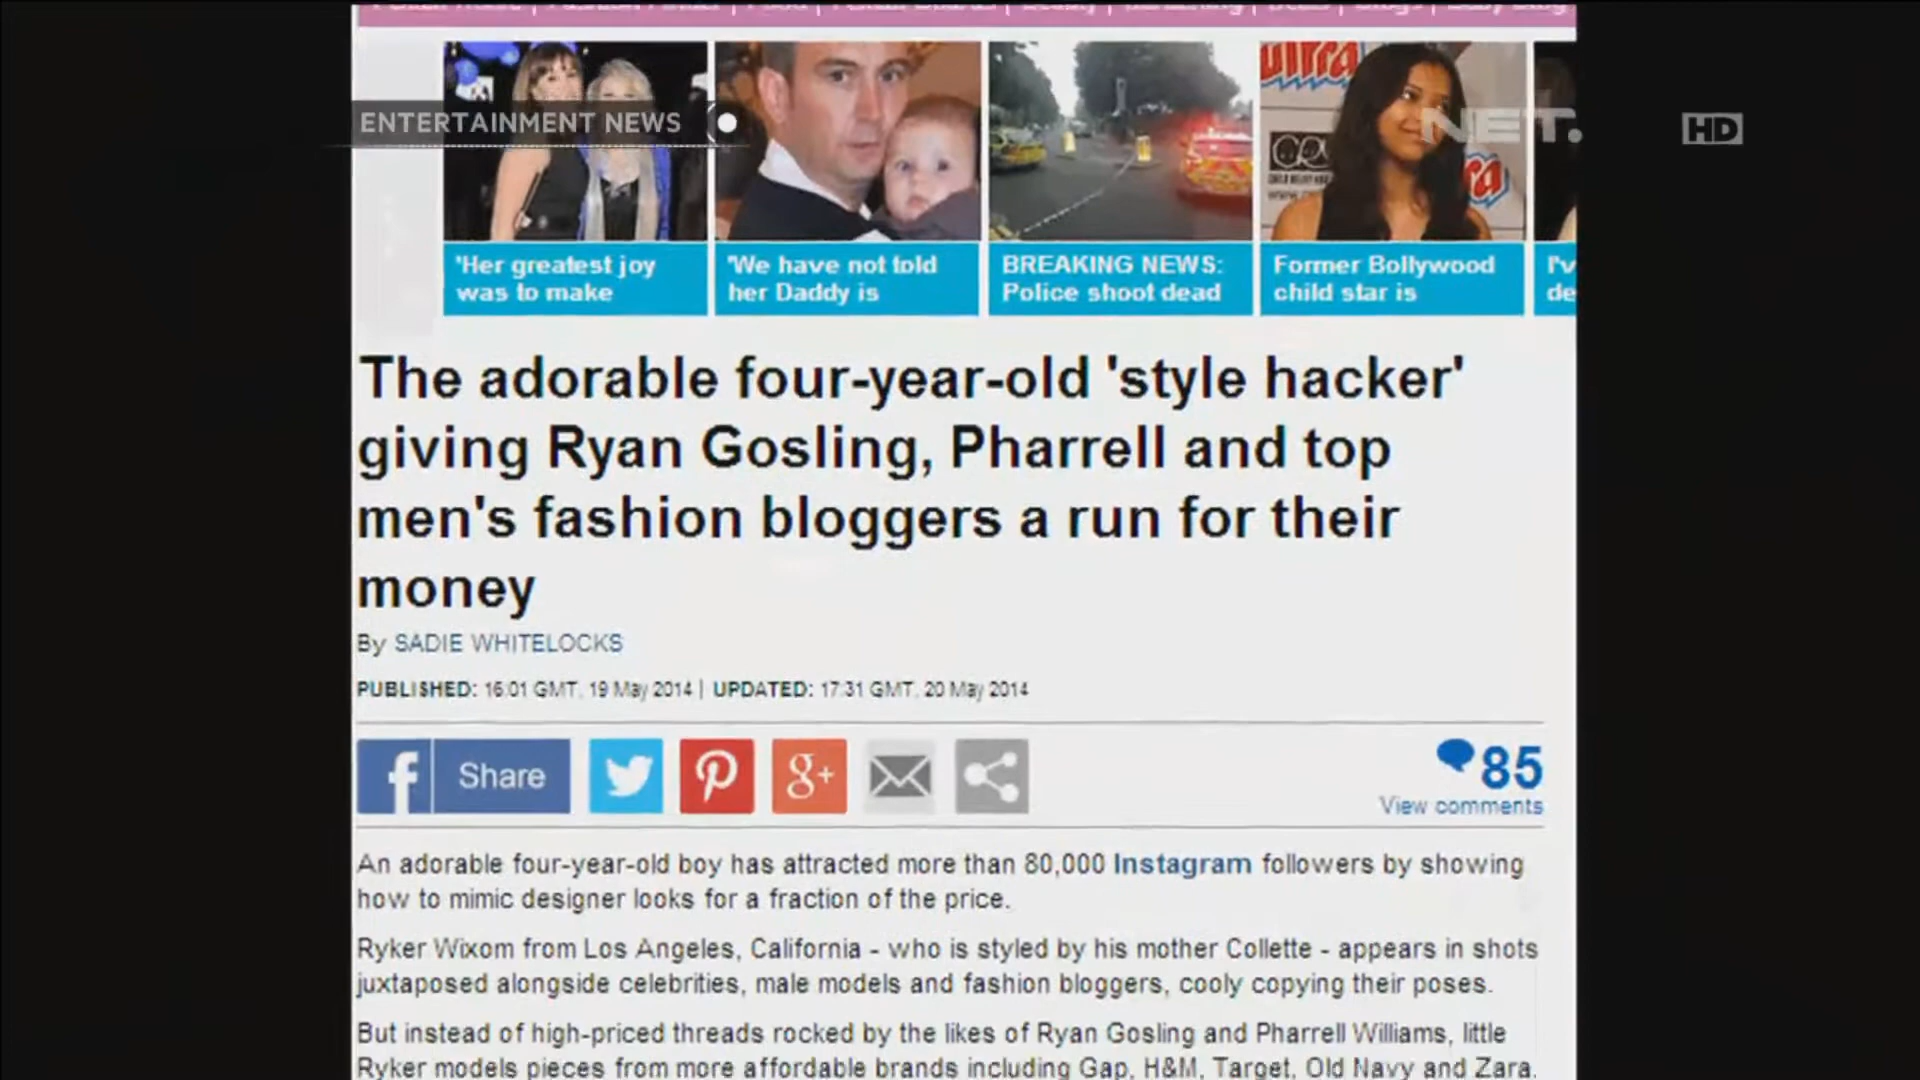 ENTERTAINMENT NEWS
NET.
HD
'Her greatest joy
was to make
'We have not told
her Daddy is
BREAKING NEWS:
Police shoot dead
Former Bollywood
child star is
I'v
de
The adorable four-year-old 'style hacker'
giving Ryan Gosling, Pharrell and top
men's fashion bloggers a run for their
money
By SADIE WHITELOCKS
PUBLISHED: 16:01 GMT, 19 May 2014 | UPDATED: 17:31 GMT, 20 May 2014
f Share
g+
85
View comments
An adorable four-year-old boy has attracted more than 80,000 Instagram followers by showing
how to mimic designer looks for a fraction of the price.
Ryker Wixom from Los Angeles, California - who is styled by his mother Collette - appears in shots
juxtaposed alongside celebrities, male models and fashion bloggers, cooly copying their poses.
But instead of high-priced threads rocked by the likes of Ryan Gosling and Pharrell Williams, little
Ryker models pieces from more affordable brands including Gap, H&M, Target, Old Navy and Zara.